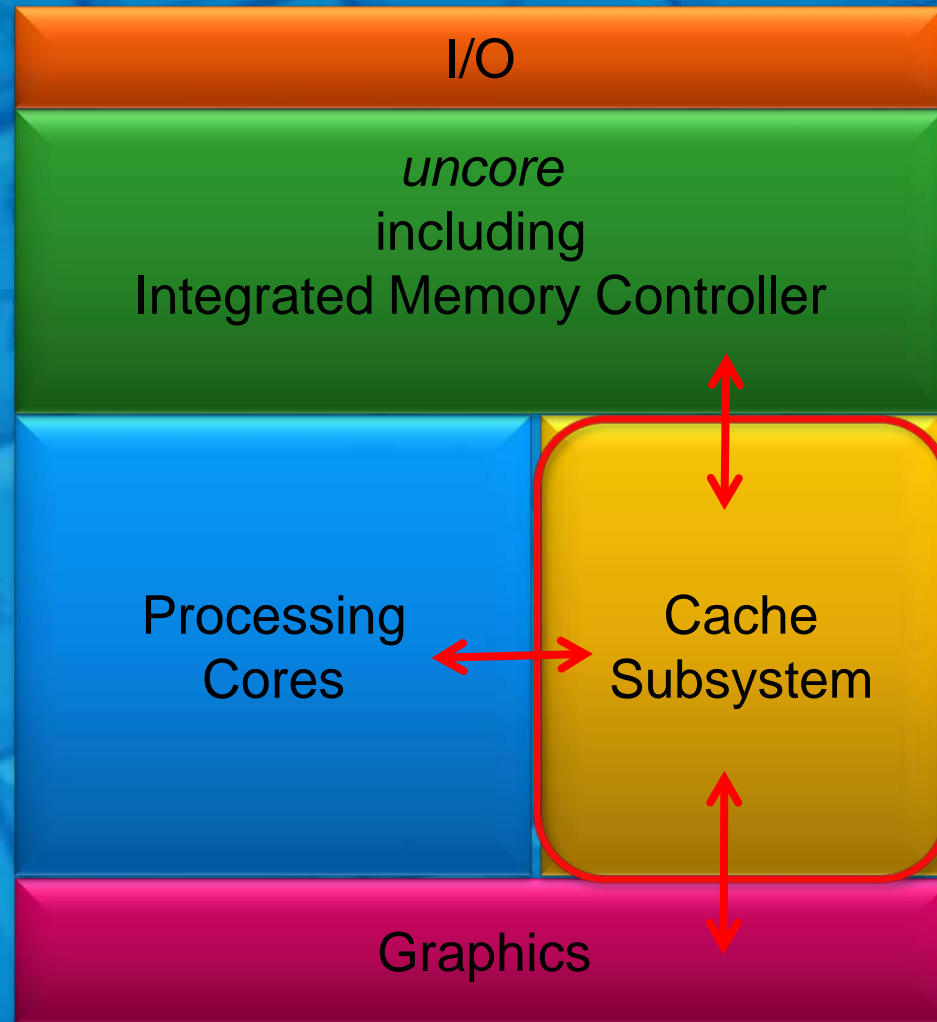 I/O
uncore
including
Integrated Memory Controller
Processing
Cores
Cache
Subsystem
Graphics